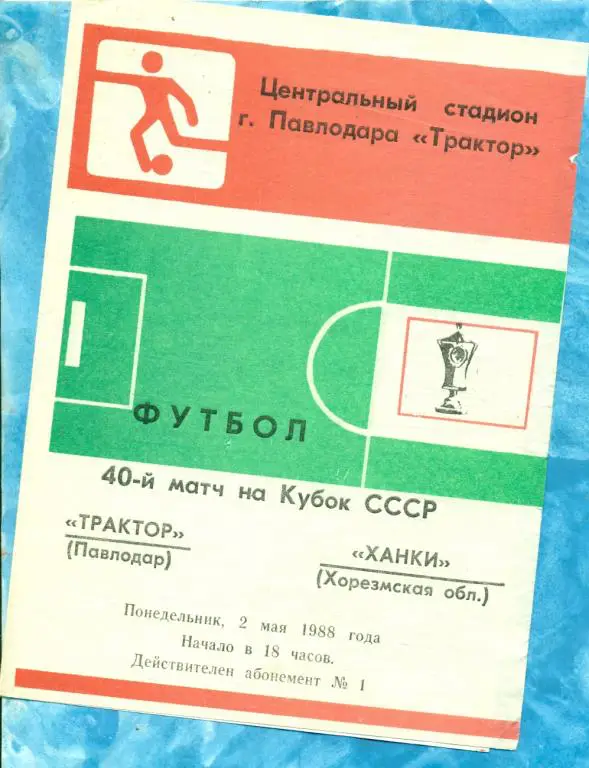 Центральный стадион
г. Павлодара «Трактор»
ФУТБОЛ
40-й матч на Кубок СССР
«ТРАКТОР»
(Павлодар)
«ХАНКИ»
(Хорезмская обл.)
Понедельник, 2 мая 1988 года
Начало в 18 часов.
Действителен абонемент № 1